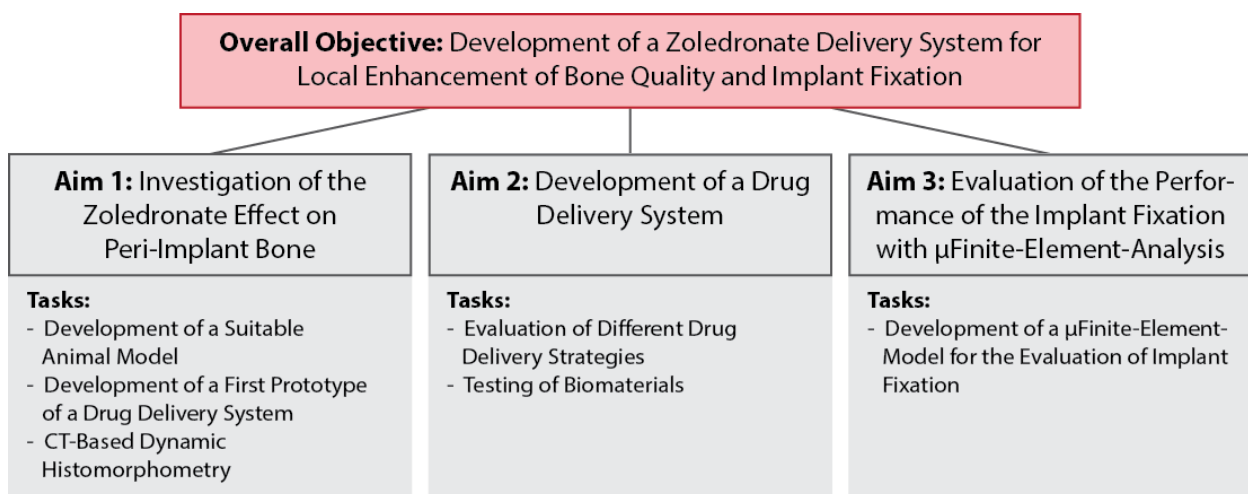 Overall Objective: Development of a Zoledronate Delivery System for
Local Enhancement of Bone Quality and Implant Fixation
Aim 1: Investigation of the
Zoledronate Effect on
Peri-Implant Bone
Tasks:
- Development of a Suitable
Animal Model
- Development of a First Prototype
of a Drug Delivery System
- CT-Based Dynamic
Histomorphometry
Aim 2: Development of a Drug
Delivery System
Tasks:
- Evaluation of Different Drug
Delivery Strategies
- Testing of Biomaterials
Aim 3: Evaluation of the Perfor-
mance of the Implant Fixation
with µFinite-Element-Analysis
Tasks:
- Development of a µFinite-Element-
Model for the Evaluation of Implant
Fixation